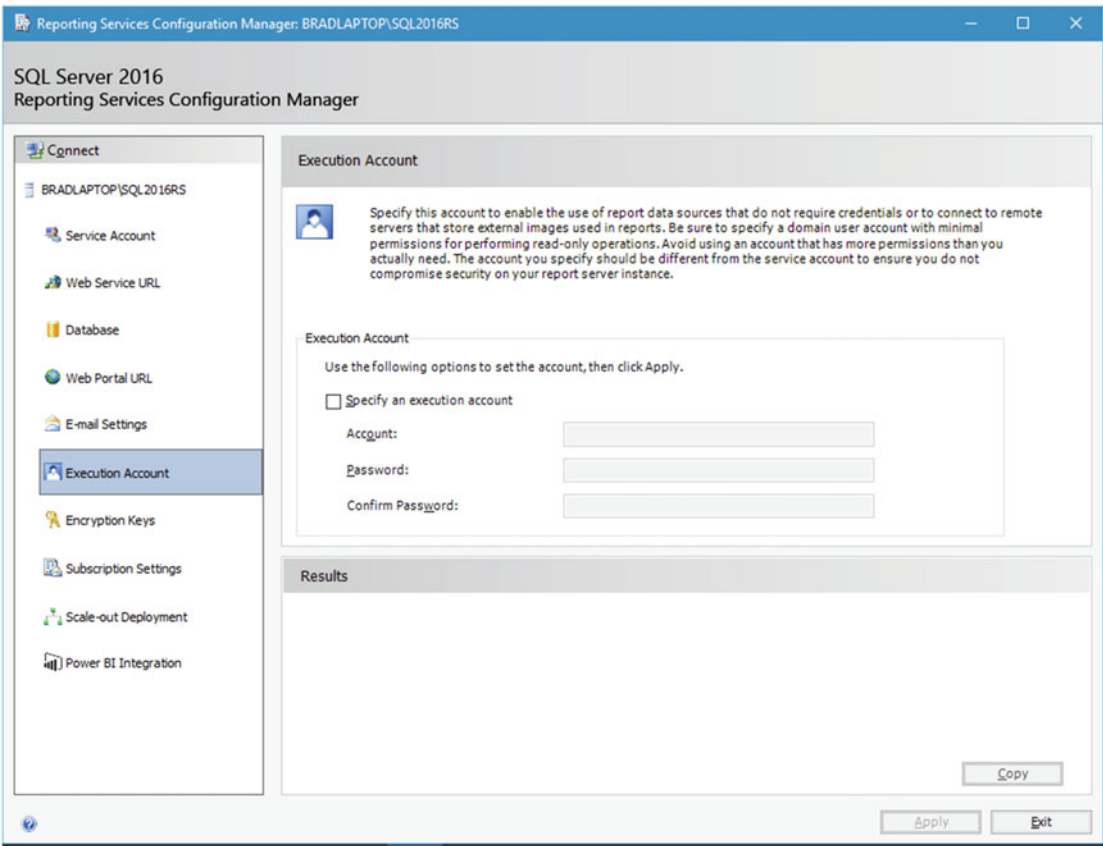 Reporting Services Configuration Manager: BRADLAPTOP\SQL2016RS
SQL Server 2016
Reporting Services Configuration Manager
Connect
BRADLAPTOP\SQL2016RS
Service Account
Web Service URL
Database
Web Portal URL
E-mail Settings
Execution Account
Encryption Keys
Subscription Settings
Scale-out Deployment
Power BI Integration
Execution Account
Specify this account to enable the use of report data sources that do not require credentials or to connect to remote
servers that store external images used in reports. Be sure to specify a domain user account with minimal
permissions for performing read-only operations. Avoid using an account that has more permissions than you
actually need. The account you specify should be different from the service account to ensure you do not
compromise security on your report server instance.
Execution Account
Use the following options to set the account, then click Apply.
Specify an execution account
Account:
Password:
Confirm Password:
Results
Copy
Apply
Exit